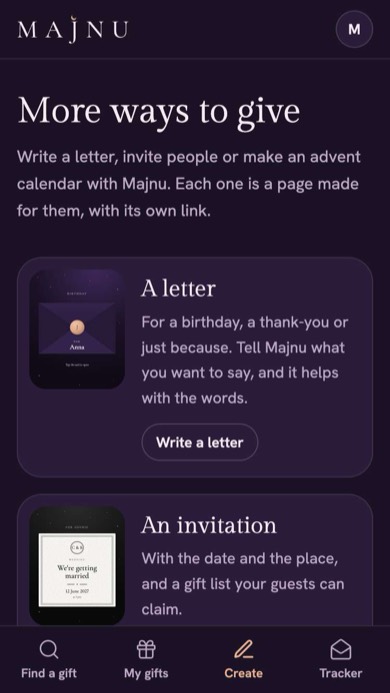 MAJNU
M
More ways to give
Write a letter, invite people or make an advent
calendar with Majnu. Each one is a page made
for them, with its own link.
BIRTHDAY
Anna
A letter
For a birthday, a thank-you or
just because. Tell Majnu what
you want to say, and it helps
with the words.
Write a letter
We're getting
married
12 June 2027
An invitation
With the date and the place,
and a gift list your guests can
claim.
Find a gift
My gifts
Create
Tracker